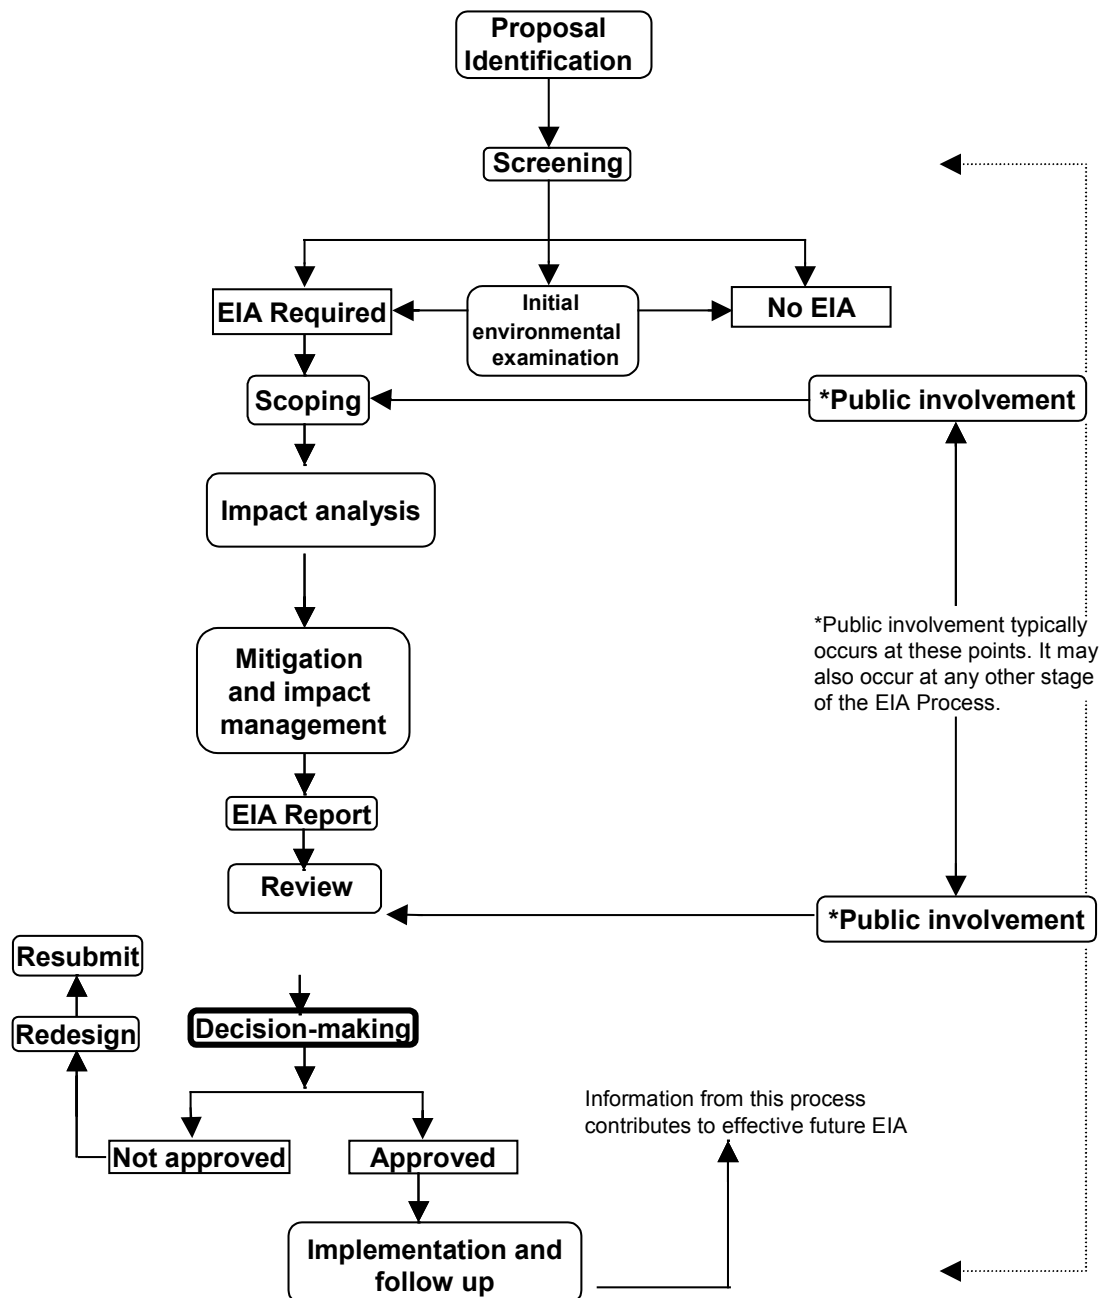 Proposal
Identification
Screening
EIA Required
Initial
environmental
examination
No EIA
Scoping
*Public involvement
Impact analysis
*Public involvement typically
occurs at these points. It may
also occur at any other stage
of the EIA Process.
Mitigation
and impact
management
EIA Report
Review
*Public involvement
Resubmit
Redesign
Decision-making
Information from this process
contributes to effective future EIA
Not approved
Approved
Implementation and
follow up